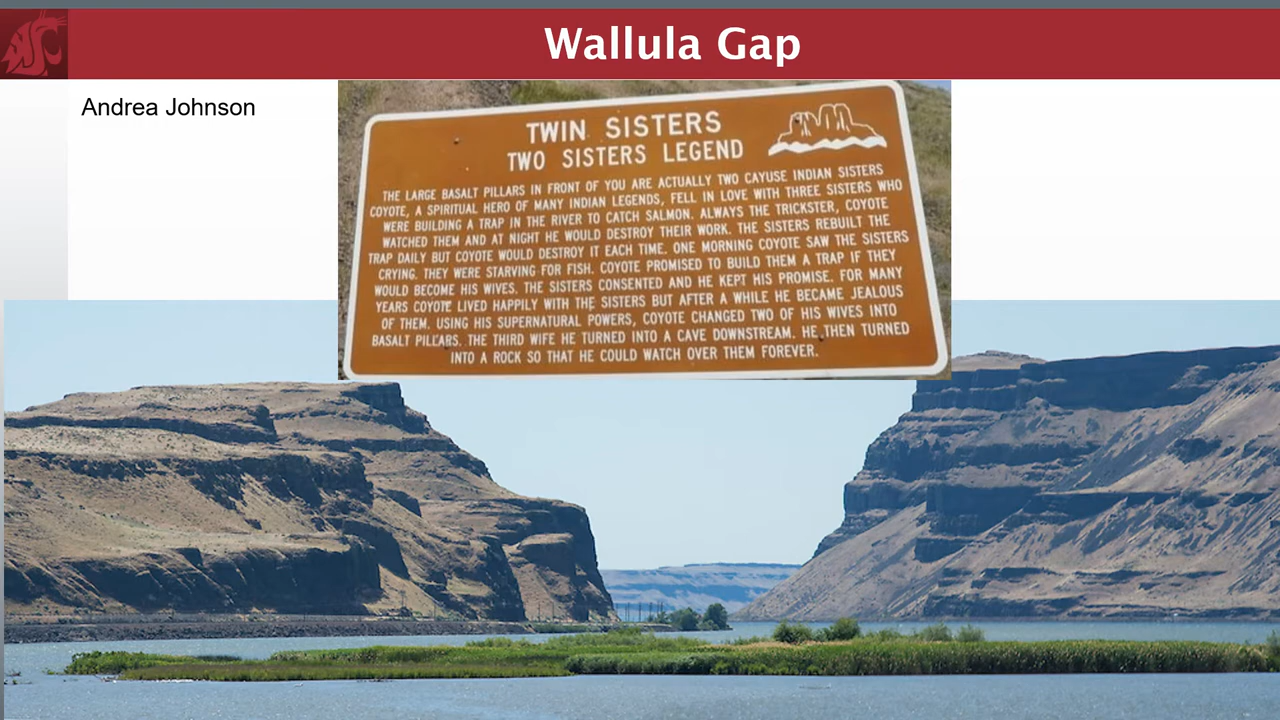 Wallula Gap
Andrea Johnson
TWIN SISTERS
TWO SISTERS LEGEND
THE LARGE BASALT PILLARS IN FRONT OF YOU ARE ACTUALLY TWO CAYUSE INDIAN SISTERS
COYOTE, A SPIRITUAL HERO OF MANY INDIAN LEGENDS, FELL IN LOVE WITH THREE SISTERS WHO
WERE BUILDING A TRAP IN THE RIVER TO CATCH SALMON. ALWAYS THE TRICKSTER, COYOTE
WATCHED THEM AND AT NIGHT HE WOULD DESTROY THEIR WORK. THE SISTERS REBUILT THE
TRAP DAILY BUT COYOTE WOULD DESTROY IT EACH TIME. ONE MORNING COYOTE SAW THE SISTERS
CRYING. THEY WERE STARVING FOR FISH. COYOTE PROMISED TO BUILD THEM A TRAP IF THEY
WOULD BECOME HIS WIVES. THE SISTERS CONSENTED AND HE KEPT HIS PROMISE. FOR MANY
YEARS COYOTE LIVED HAPPILY WITH THE SISTERS BUT AFTER A WHILE HE BECAME JEALOUS
OF THEM. USING HIS SUPERNATURAL POWERS, COYOTE CHANGED TWO OF HIS WIVES INTO
BASALT PILLARS. THE THIRD WIFE HE TURNED INTO A CAVE DOWNSTREAM. HE THEN TURNED
INTO A ROCK SO THAT HE COULD WATCH OVER THEM FOREVER.